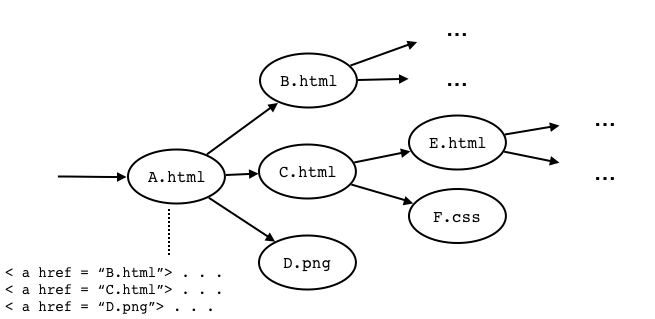 ...
B.html
...
...
E.html
A.html
C.html
...
F.css
D.png
< a href = “B.html”> . . .
< a href = “C.html”> . . .
< a href = “D.png”> . . .